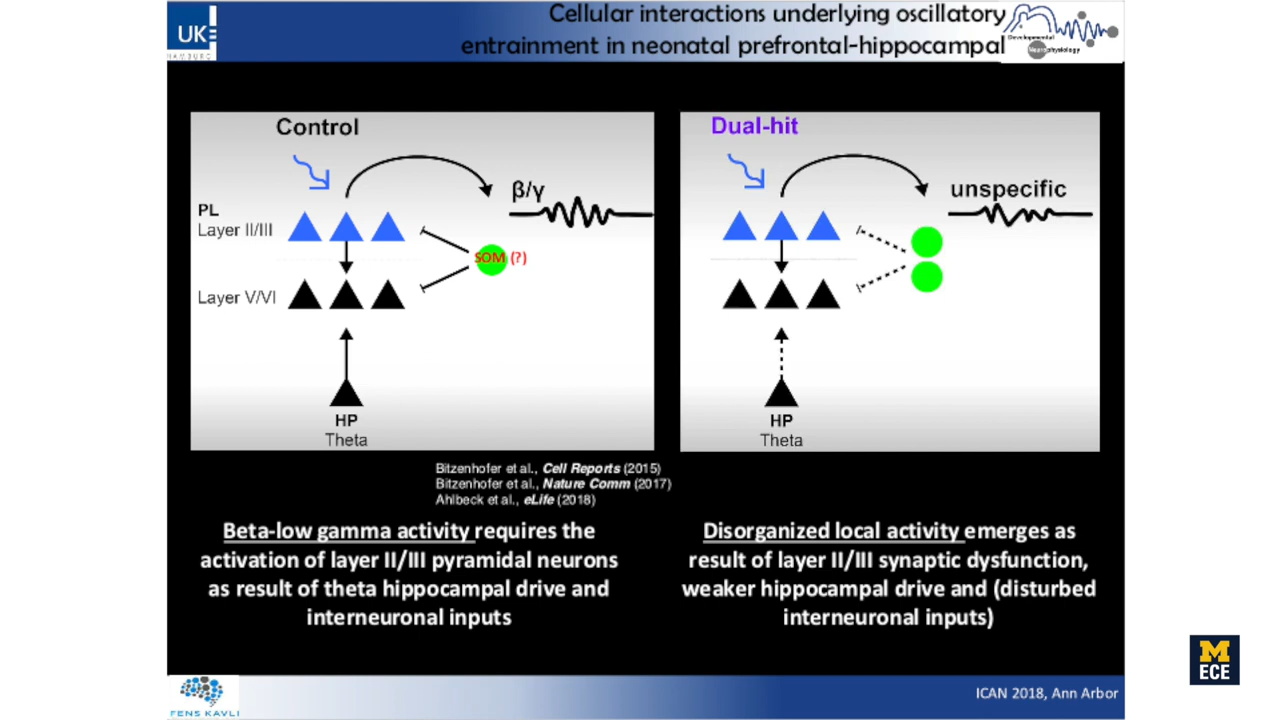 Cellular interactions underlying oscillatory
entrainment in neonatal prefrontal-hippocampal
UKE
HAMBURG
Developmental
Neurophysiology
Control
β/γ
PL
Layer II/III
SOM (?)
Layer V/VI
HP
Theta
Dual-hit
unspecific
HP
Theta
Bitzenhofer et al., Cell Reports (2015)
Bitzenhofer et al., Nature Comm (2017)
Ahlbeck et al., eLife (2018)
Beta-low gamma activity requires the
activation of layer II/III pyramidal neurons
as result of theta hippocampal drive and
interneuronal inputs
Disorganized local activity emerges as
result of layer II/III synaptic dysfunction,
weaker hippocampal drive and (disturbed
interneuronal inputs)
FENS KAVLI
ICAN 2018, Ann Arbor
M
ECE